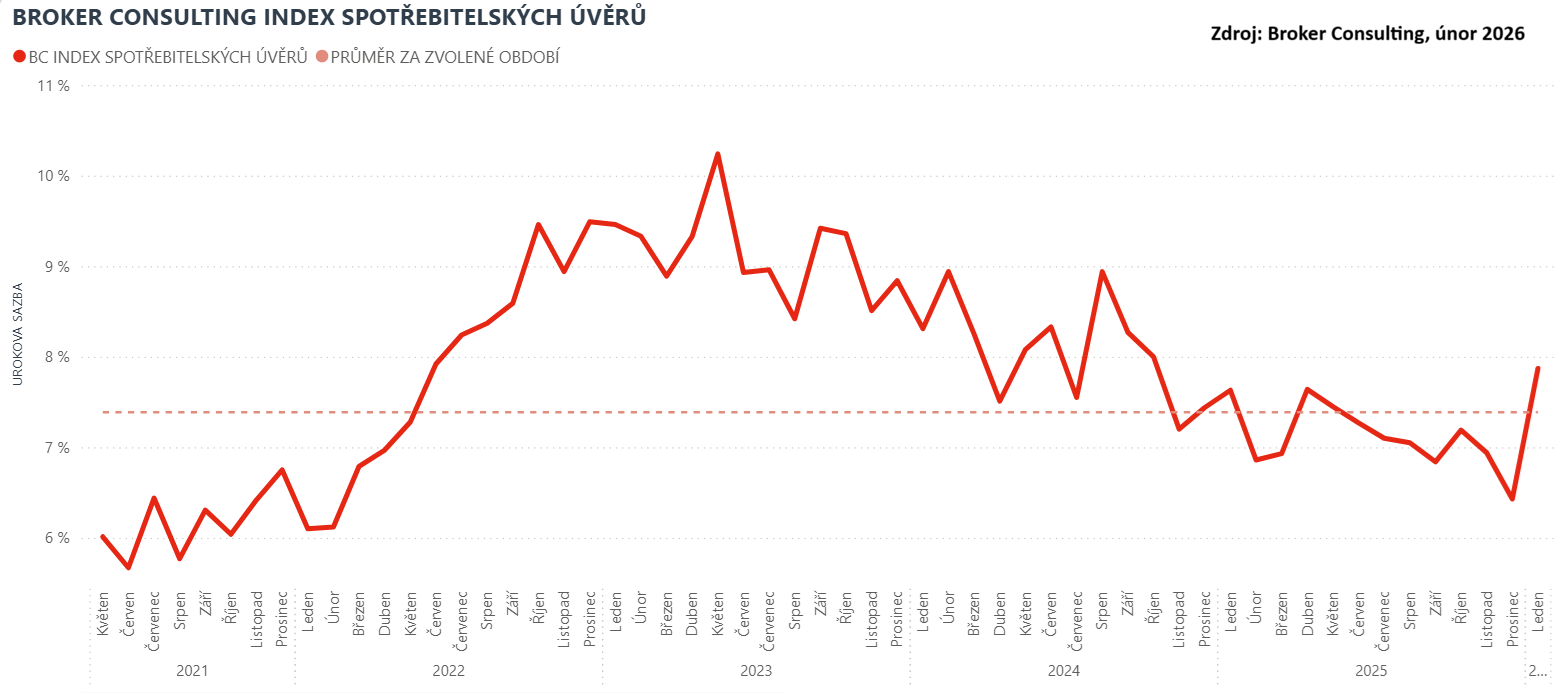 BROKER CONSULTING INDEX SPOTŘEBITELSKÝCH ÚVĚRŮ
Zdroj: Broker Consulting, únor 2026
BC INDEX SPOTŘEBITELSKÝCH ÚVĚRŮ PRŮMĚR ZA ZVOLENÉ OBDOBÍ
11 %
10 %
9 %
8 %
7 %
6 %
UROKOVA SAZBA
Květen Červen Červenec Srpen Září Říjen Listopad Prosinec Leden Únor Březen Duben Květen Červen Červenec Srpen Září Říjen Listopad Prosinec Leden Únor Březen Duben Květen Červen Červenec Srpen Září Říjen Listopad Prosinec Leden Únor Březen Duben Květen Červen Červenec Srpen Září Říjen Listopad Prosinec Leden Únor Březen Duben Květen Červen Červenec Srpen Září Říjen Listopad Prosinec Leden
2021 2022 2023 2024 2025 2...